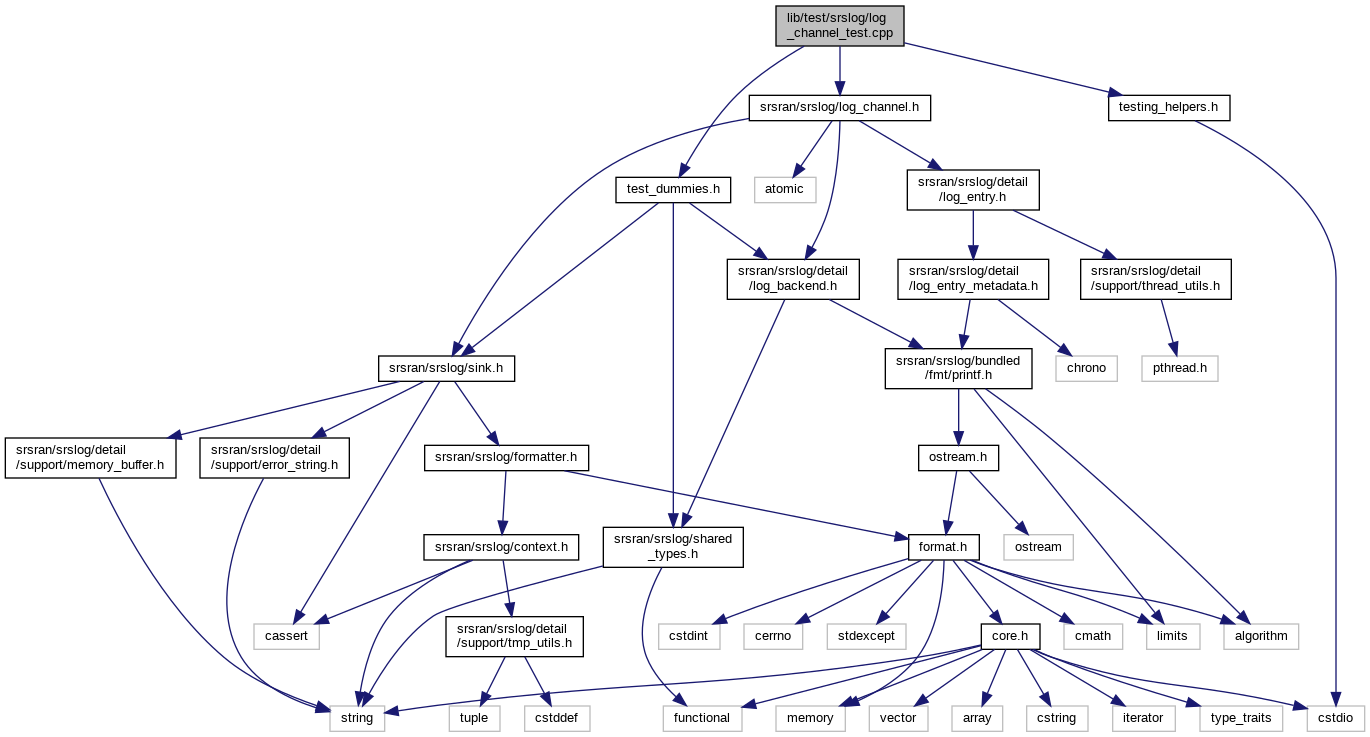 lib/test/srslog/log
_channel_test.cpp
srsran/srslog/log_channel.h
testing_helpers.h
test_dummies.h
atomic
srsran/srslog/detail
/log_entry.h
srsran/srslog/detail
/log_backend.h
srsran/srslog/detail
/log_entry_metadata.h
srsran/srslog/detail
/support/thread_utils.h
srsran/srslog/sink.h
srsran/srslog/bundled
/fmt/printf.h
chrono
pthread.h
srsran/srslog/detail
/support/memory_buffer.h
srsran/srslog/detail
/support/error_string.h
srsran/srslog/formatter.h
ostream.h
srsran/srslog/context.h
srsran/srslog/shared
_types.h
format.h
ostream
cassert
srsran/srslog/detail
/support/tmp_utils.h
cstdint
cerrno
stdexcept
core.h
cmath
limits
algorithm
string
tuple
cstddef
functional
memory
vector
array
cstring
iterator
type_traits
cstdio